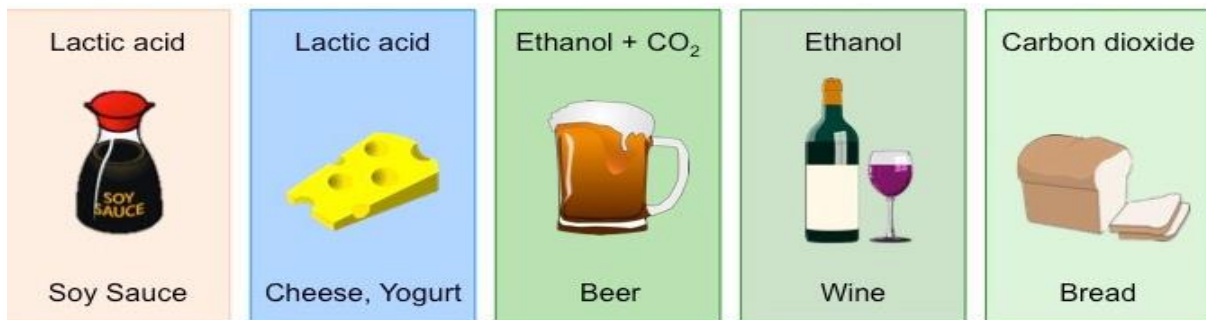 Lactic acid
SOY
SAUCE
Soy Sauce
Lactic acid
Cheese, Yogurt
Ethanol + CO₂
Beer
Ethanol
Wine
Carbon dioxide
Bread